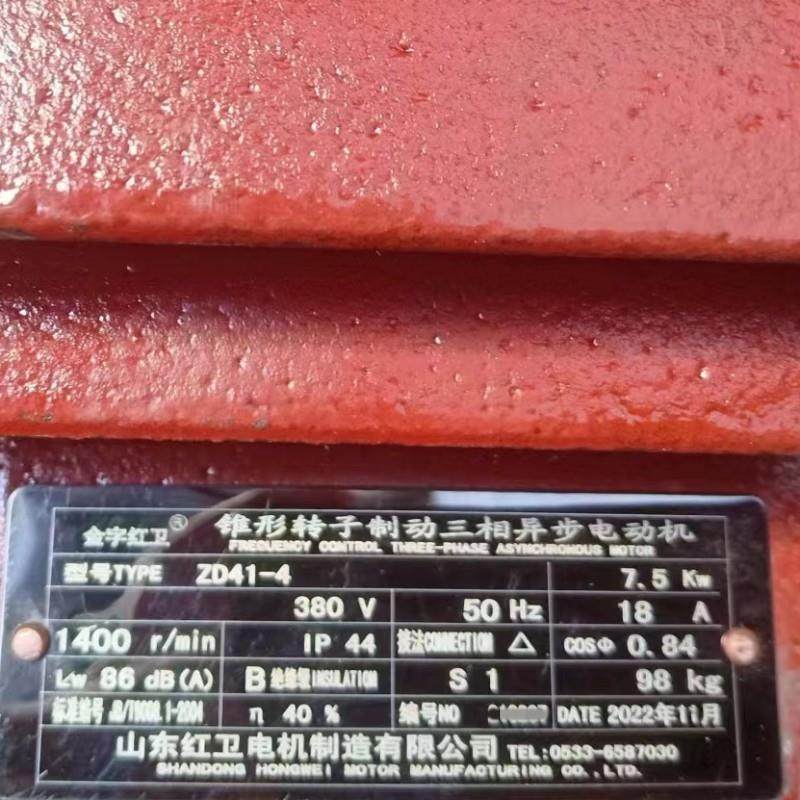 金字红卫® 锥形转子制动三相异步电动机
FREQUENCY CONTROL THREE-PHASE ASYNCHRONOUS MOTOR
型号TYPE ZD41-4 7.5 Kw
380 V 50 Hz 18 A
1400 r/min IP 44 接法CONNECTION △ COSΦ 0.84
Lw 86 dB(A) B 绝缘级INSULATION S 1 98 kg
标准编号 η 40 % 编号NO DATE 2022年11月
山东红卫电机制造有限公司 TEL:0533-6587030
SHANDONG HONGWEI MOTOR MANUFACTURING CO.,LTD.